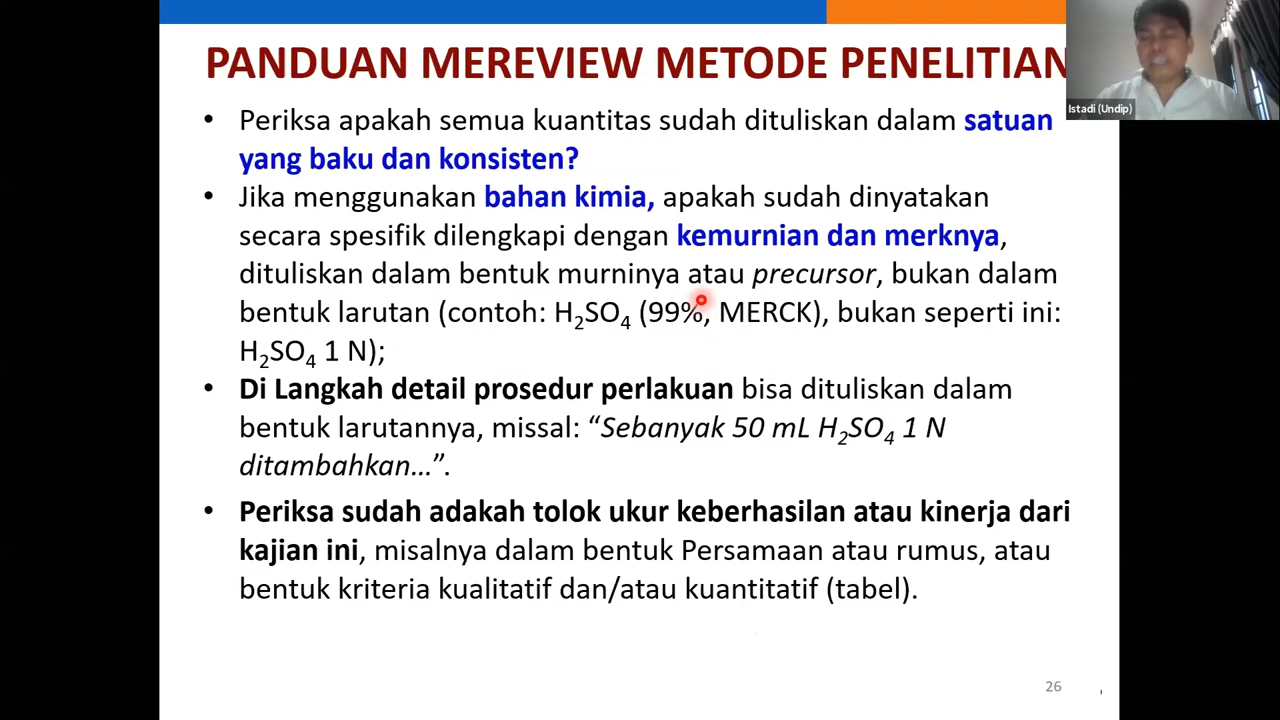 PANDUAN MEREVIEW METODE PENELITIAN
Istadi (Undip)
• Periksa apakah semua kuantitas sudah dituliskan dalam satuan
yang baku dan konsisten?
• Jika menggunakan bahan kimia, apakah sudah dinyatakan
secara spesifik dilengkapi dengan kemurnian dan merknya,
dituliskan dalam bentuk murninya atau precursor, bukan dalam
bentuk larutan (contoh: H₂SO₄ (99%, MERCK), bukan seperti ini:
H₂SO₄ 1 N);
• Di Langkah detail prosedur perlakuan bisa dituliskan dalam
bentuk larutannya, missal: “Sebanyak 50 mL H₂SO₄ 1 N
ditambahkan…”.
• Periksa sudah adakah tolok ukur keberhasilan atau kinerja dari
kajian ini, misalnya dalam bentuk Persamaan atau rumus, atau
bentuk kriteria kualitatif dan/atau kuantitatif (tabel).
26